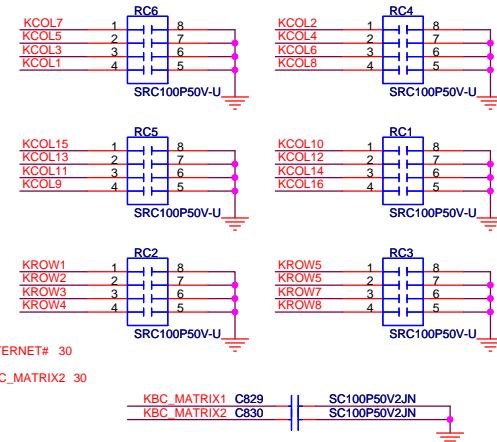 RC6
KCOL7 1 8
KCOL5 2 7
KCOL3 3 6
KCOL1 4 5
SRC100P50V-U
RC4
KCOL2 1 8
KCOL4 2 7
KCOL6 3 6
KCOL8 4 5
SRC100P50V-U
RC5
KCOL15 1 8
KCOL13 2 7
KCOL11 3 6
KCOL9 4 5
SRC100P50V-U
RC1
KCOL10 1 8
KCOL12 2 7
KCOL14 3 6
KCOL16 4 5
SRC100P50V-U
RC2
KROW1 1 8
KROW2 2 7
KROW3 3 6
KROW4 4 5
SRC100P50V-U
RC3
KROW5 1 8
KROW5 2 7
KROW7 3 6
KROW8 4 5
SRC100P50V-U
TERNET# 30
C_MATRIX2 30
KBC_MATRIX1 C829 SC100P50V2JN
KBC_MATRIX2 C830 SC100P50V2JN